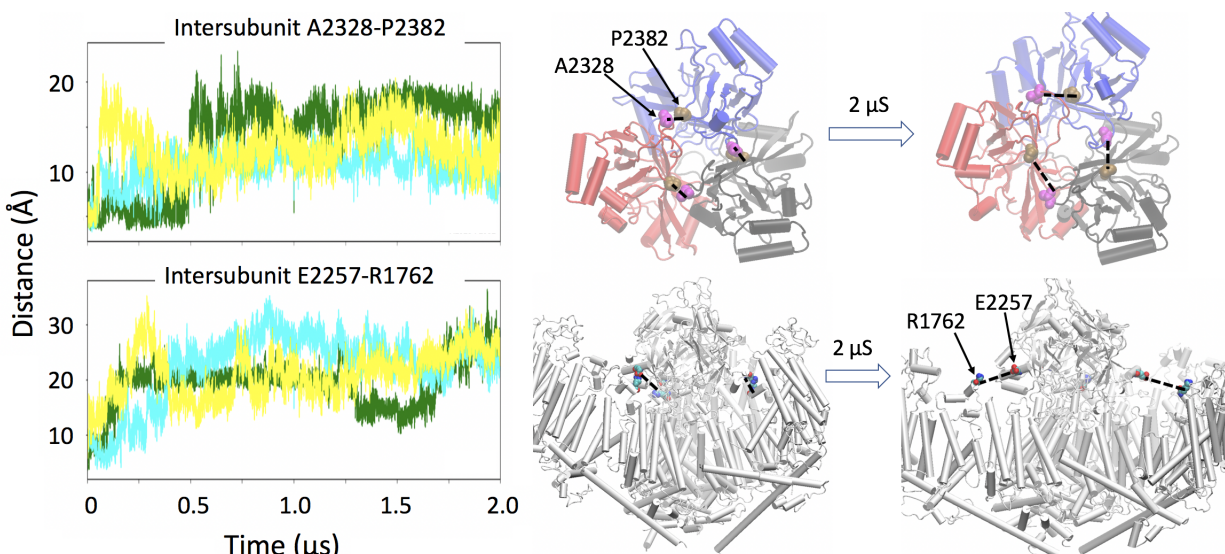 Intersubunit A2328-P2382
20
10
Intersubunit E2257-R1762
30
20
10
0
0.5
1.0
1.5
2.0
Distance (Å)
Time (µs)
P2382
A2328
2 µS
E2257
R1762
2 µS